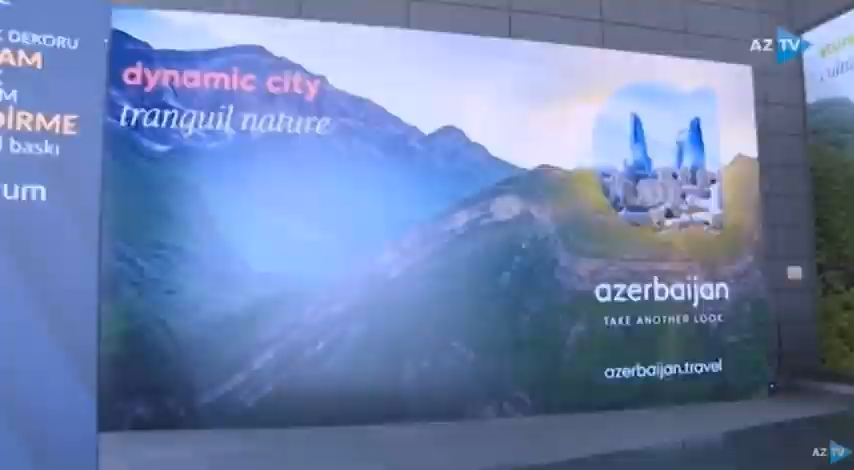 DEKORU
AM
M
DİRME
baskı
um
dynamic city
tranquil nature
azerbaijan
TAKE ANOTHER LOOK
azerbaijan.travel
AZ TV
AZ TV